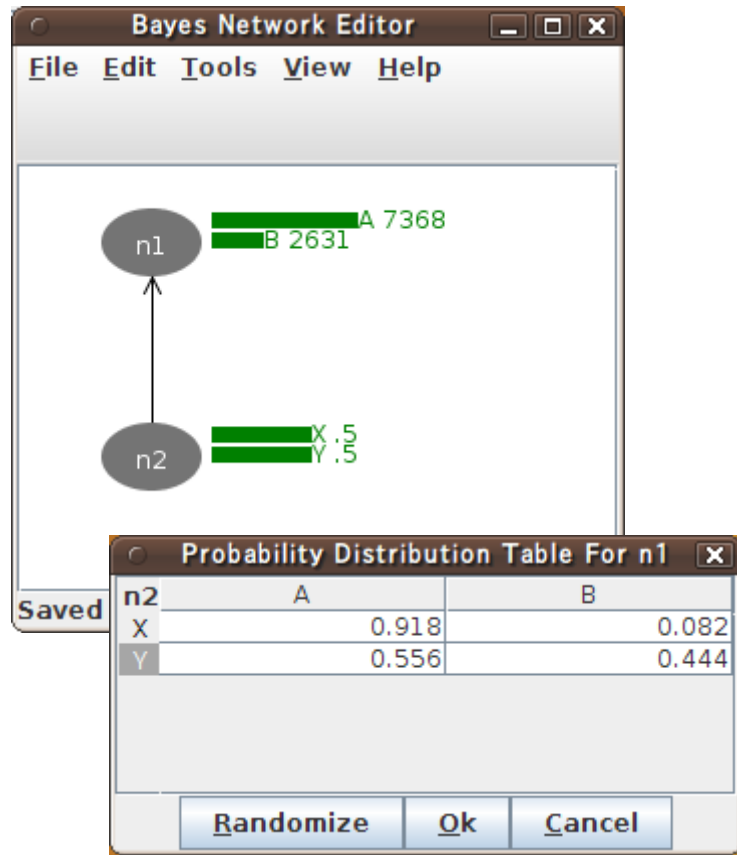 Bayes Network Editor
File Edit Tools View Help
n1
A 7368
B 2631
n2
X .5
Y .5
Saved
Probability Distribution Table For n1
n2 A B
X 0.918 0.082
Y 0.556 0.444
Randomize Ok Cancel